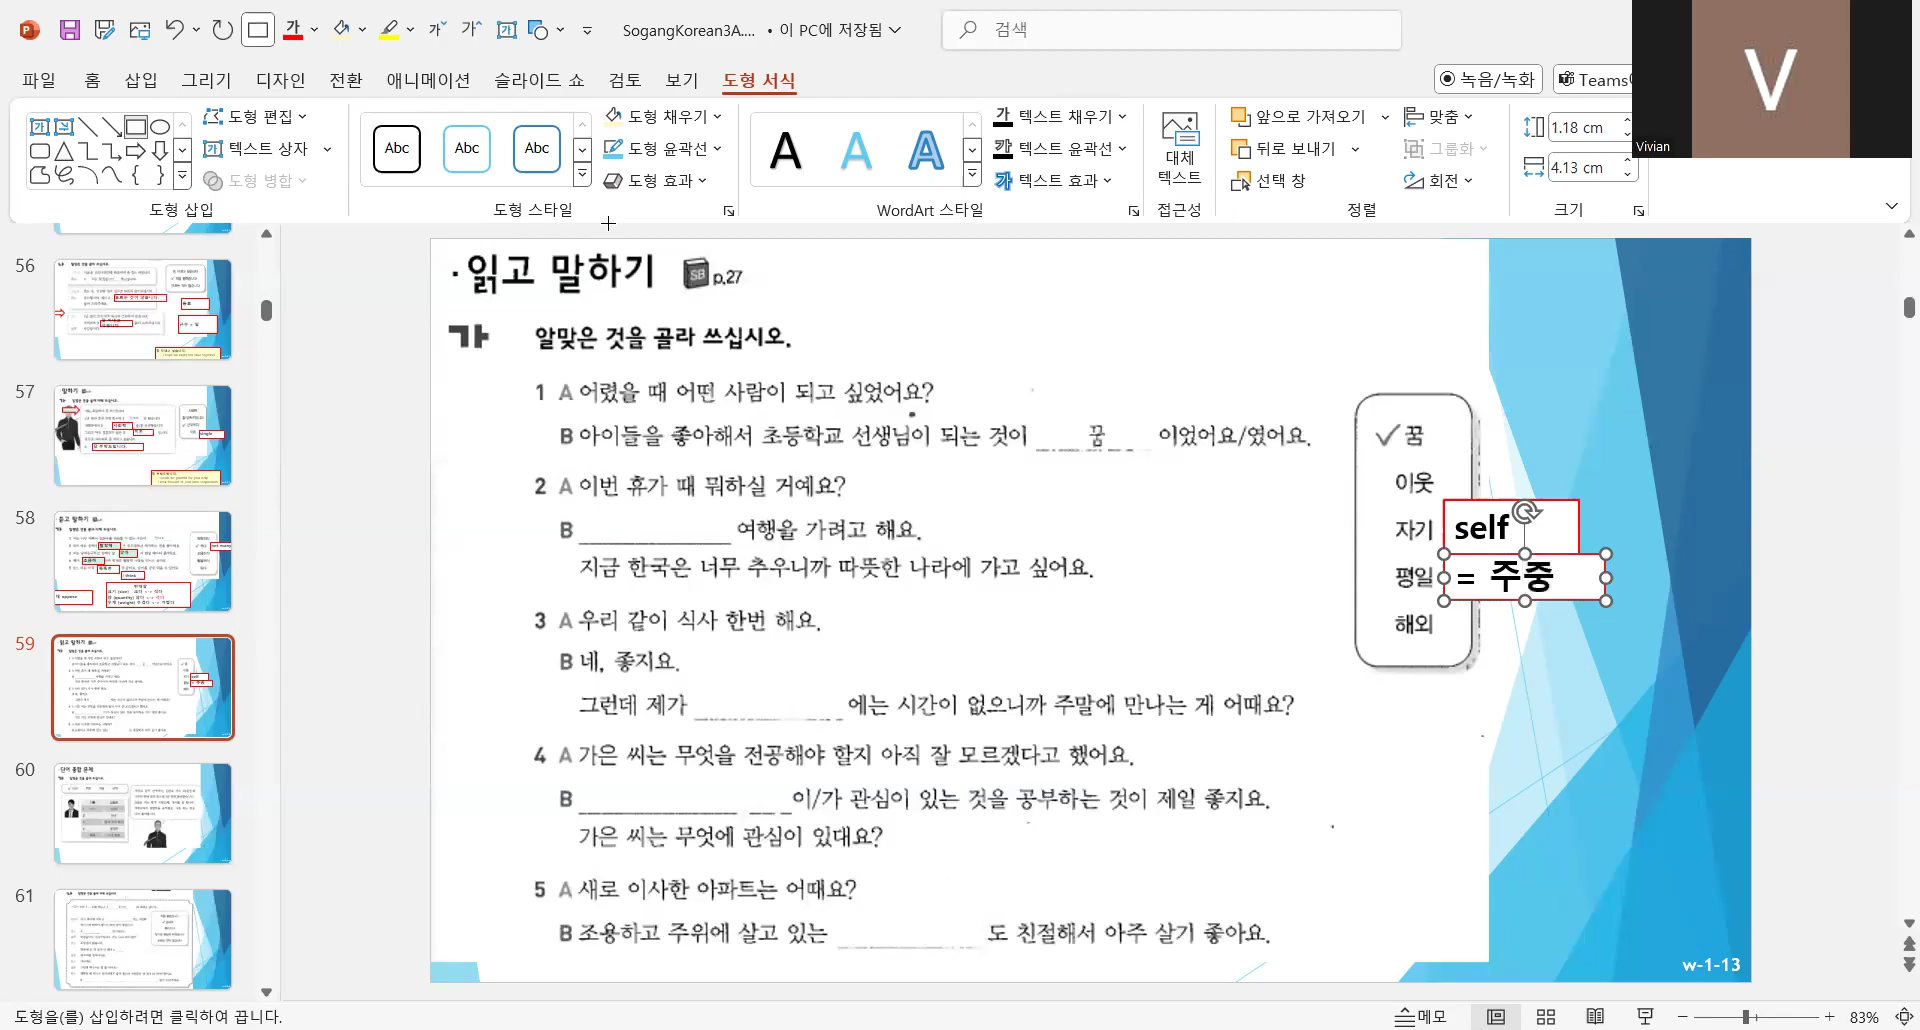 SogangKorean3A.... • 이 PC에 저장됨
검색
파일 홈 삽입 그리기 디자인 전환 애니메이션 슬라이드 쇼 검토 보기 도형 서식
녹음/녹화
Teams
V
Vivian
도형 편집
텍스트 상자
도형 병합
도형 삽입
Abc Abc Abc
도형 채우기
도형 윤곽선
도형 효과
도형 스타일
A A A
텍스트 채우기
텍스트 윤곽선
텍스트 효과
WordArt 스타일
대체
텍스트
접근성
앞으로 가져오기
뒤로 보내기
선택 창
맞춤
그룹화
회전
정렬
1.18 cm
4.13 cm
크기
56
57
58
59
60
61
·읽고 말하기 SB p.27
가 알맞은 것을 골라 쓰십시오.
1 A 어렸을 때 어떤 사람이 되고 싶었어요?
B 아이들을 좋아해서 초등학교 선생님이 되는 것이 꿈 이었어요/였어요.
2 A 이번 휴가 때 뭐하실 거예요?
B 여행을 가려고 해요.
지금 한국은 너무 추우니까 따뜻한 나라에 가고 싶어요.
3 A 우리 같이 식사 한번 해요.
B 네, 좋지요.
그런데 제가 에는 시간이 없으니까 주말에 만나는 게 어때요?
4 A 가은 씨는 무엇을 전공해야 할지 아직 잘 모르겠다고 했어요.
B 이/가 관심이 있는 것을 공부하는 것이 제일 좋지요.
가은 씨는 무엇에 관심이 있대요?
5 A 새로 이사한 아파트는 어때요?
B 조용하고 주위에 살고 있는 도 친절해서 아주 살기 좋아요.
✓꿈
이웃
자기 self
평일 = 주중
해외
w-1-13
도형을(를) 삽입하려면 클릭하여 끕니다.
메모
83%